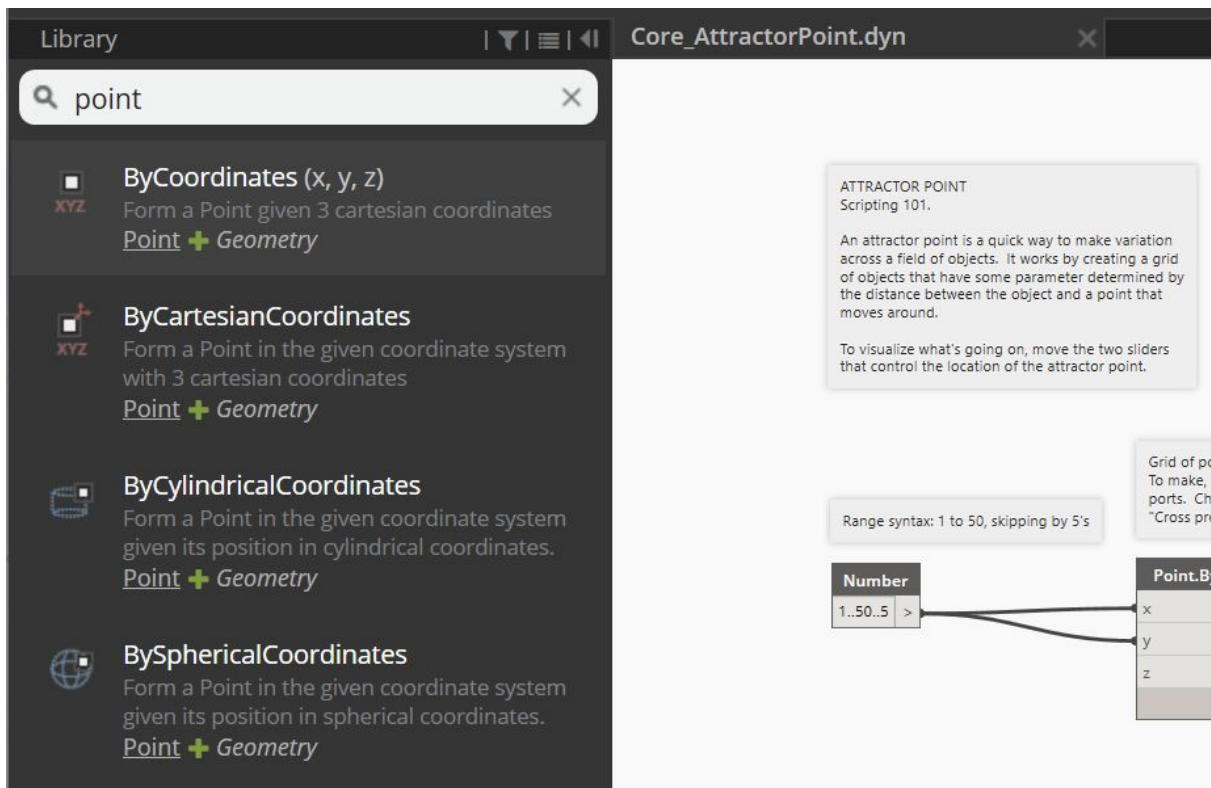 Library
point
ByCoordinates (x, y, z)
Form a Point given 3 cartesian coordinates
Point + Geometry
XYZ
ByCartesianCoordinates
Form a Point in the given coordinate system
with 3 cartesian coordinates
Point + Geometry
XYZ
ByCylindricalCoordinates
Form a Point in the given coordinate system
given its position in cylindrical coordinates.
Point + Geometry
BySphericalCoordinates
Form a Point in the given coordinate system
given its position in spherical coordinates.
Point + Geometry
Core_AttractorPoint.dyn
ATTRACTOR POINT
Scripting 101.
An attractor point is a quick way to make variation
across a field of objects. It works by creating a grid
of objects that have some parameter determined by
the distance between the object and a point that
moves around.
To visualize what's going on, move the two sliders
that control the location of the attractor point.
Range syntax: 1 to 50, skipping by 5's
Number
1..50..5 >
Grid of po
To make,
ports. Ch
"Cross pr
Point.By
x
y
z